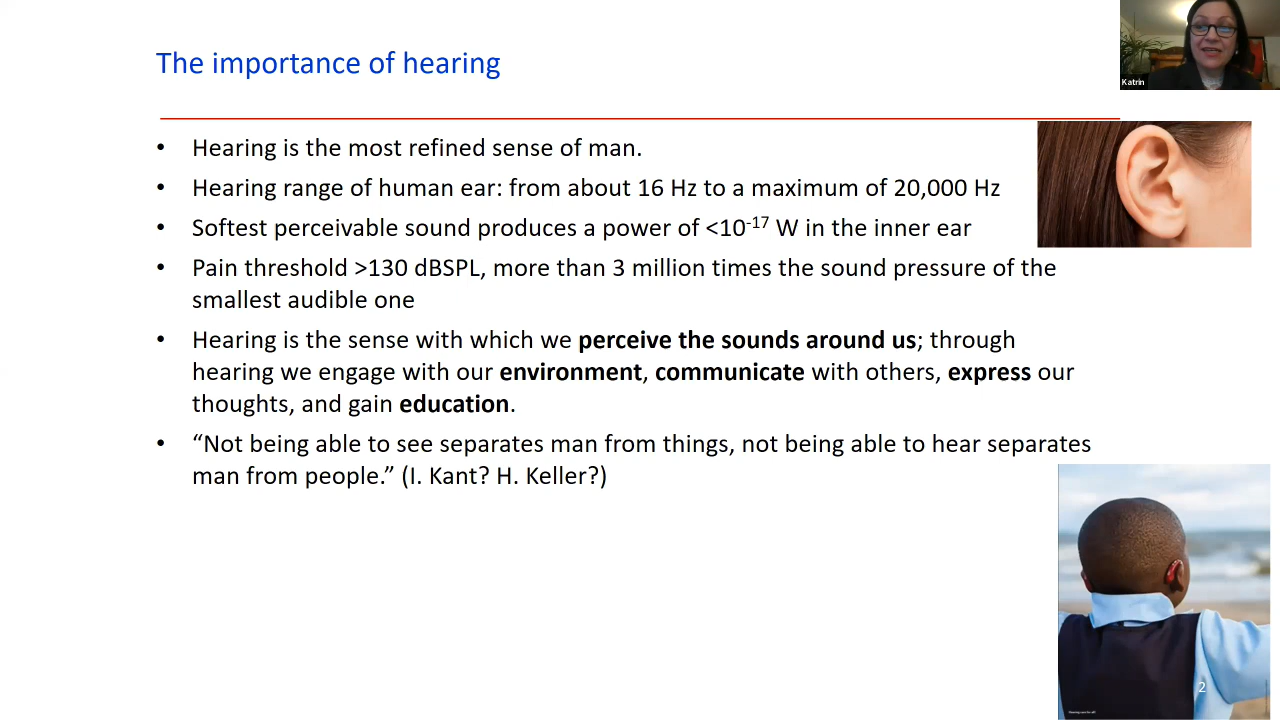 The importance of hearing
Katrin
• Hearing is the most refined sense of man.
• Hearing range of human ear: from about 16 Hz to a maximum of 20,000 Hz
• Softest perceivable sound produces a power of <10⁻¹⁷ W in the inner ear
• Pain threshold >130 dBSPL, more than 3 million times the sound pressure of the
smallest audible one
• Hearing is the sense with which we perceive the sounds around us; through
hearing we engage with our environment, communicate with others, express our
thoughts, and gain education.
• “Not being able to see separates man from things, not being able to hear separates
man from people.” (I. Kant? H. Keller?)
2